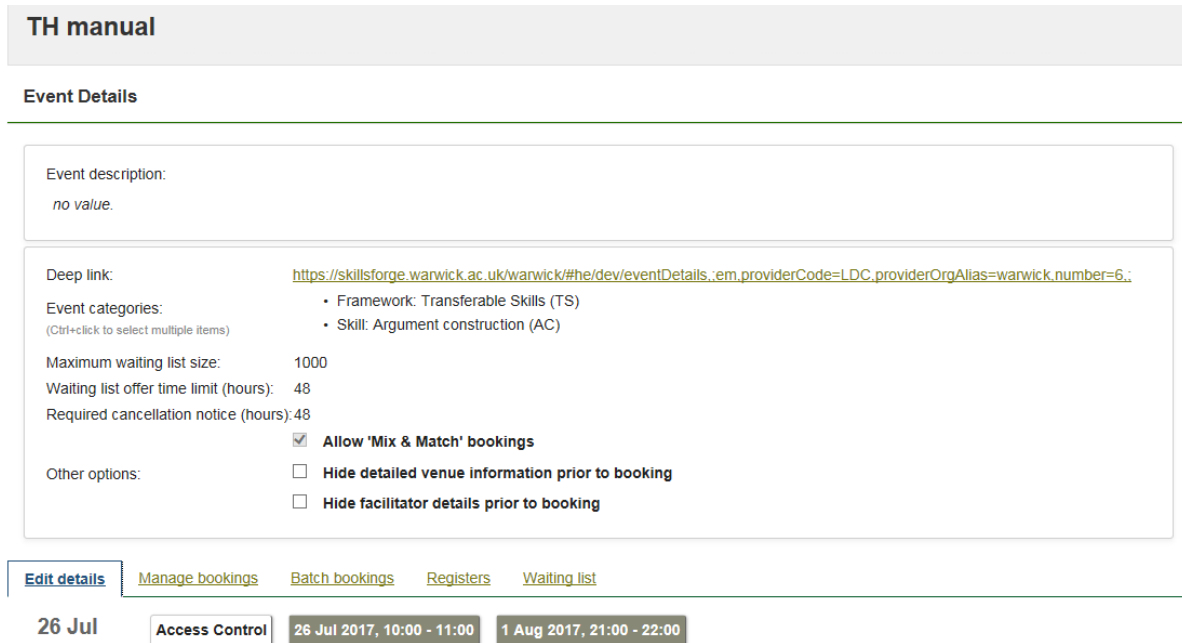 TH manual
Event Details
Event description:
no value.
Deep link: https://skillsforge.warwick.ac.uk/warwick/#he/dev/eventDetails,;em,providerCode=LDC,providerOrgAlias=warwick,number=6,;
Event categories:
(Ctrl+click to select multiple items)
• Framework: Transferable Skills (TS)
• Skill: Argument construction (AC)
Maximum waiting list size: 1000
Waiting list offer time limit (hours): 48
Required cancellation notice (hours): 48
Allow 'Mix & Match' bookings
Other options:
Hide detailed venue information prior to booking
Hide facilitator details prior to booking
Edit details Manage bookings Batch bookings Registers Waiting list
26 Jul Access Control 26 Jul 2017, 10:00 - 11:00 1 Aug 2017, 21:00 - 22:00